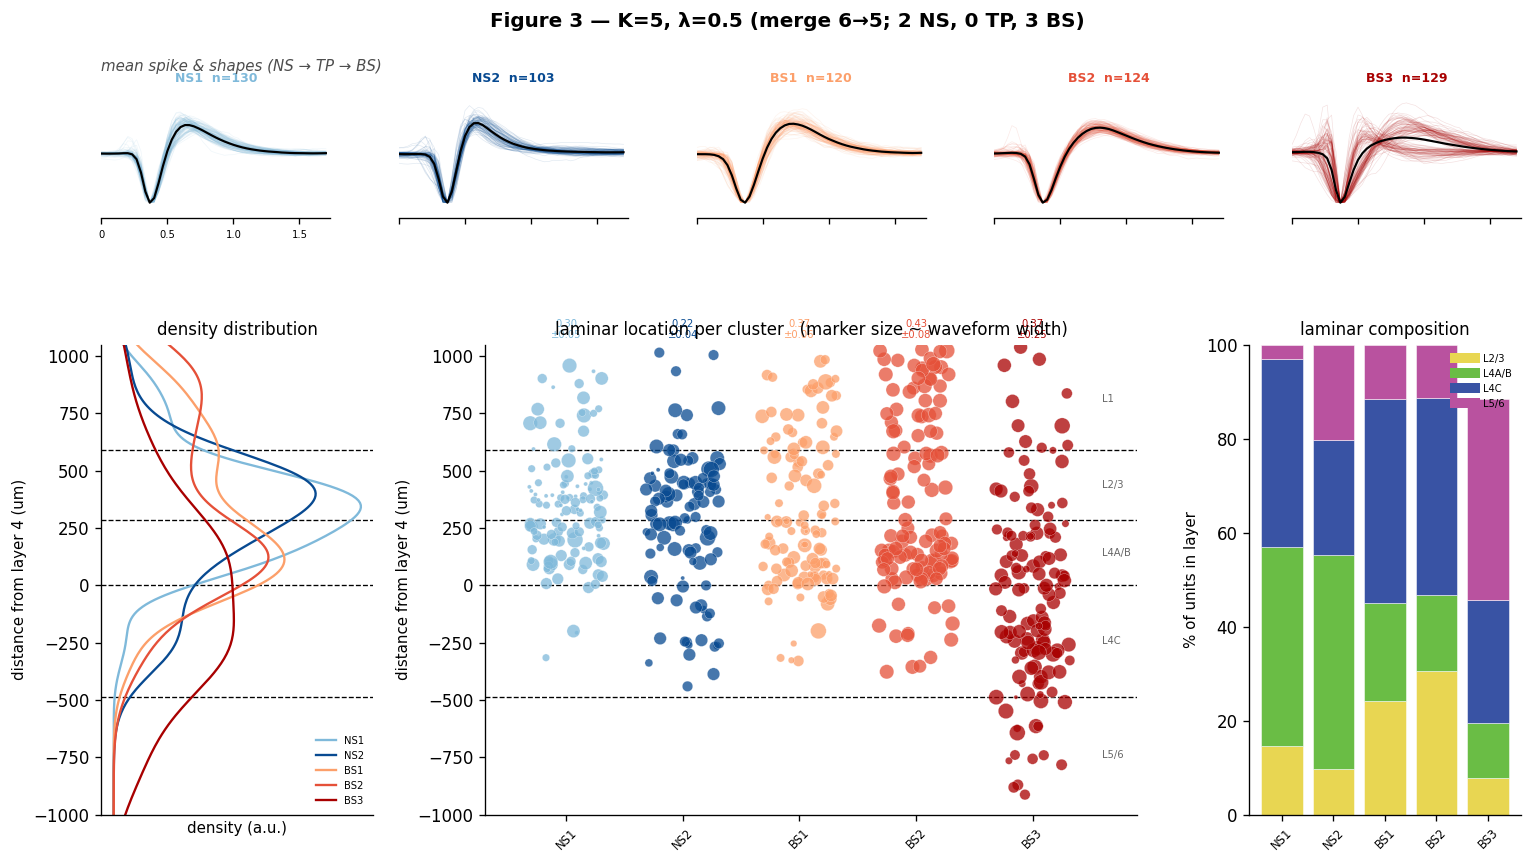 Figure 3 — K=5, λ=0.5 (merge 6→5; 2 NS, 0 TP, 3 BS)
mean spike & shapes (NS → TP → BS)
NS1 n=130
NS2 n=103
BS1 n=120
BS2 n=124
BS3 n=129
0
0.5
1.0
1.5
density distribution
laminar location per cluster (marker size ~ waveform width)
laminar composition
0.22
±0.04
0.43
±0.08
distance from layer 4 (um)
1000
750
500
250
0
−250
−500
−750
−1000
NS1
NS2
BS1
BS2
BS3
density (a.u.)
distance from layer 4 (um)
1000
750
500
250
0
−250
−500
−750
−1000
L1
L2/3
L4A/B
L4C
L5/6
NS1
NS2
BS1
BS2
BS3
% of units in layer
100
80
60
40
20
0
L2/3
L4A/B
L4C
L5/6
NS1
NS2
BS1
BS2
BS3